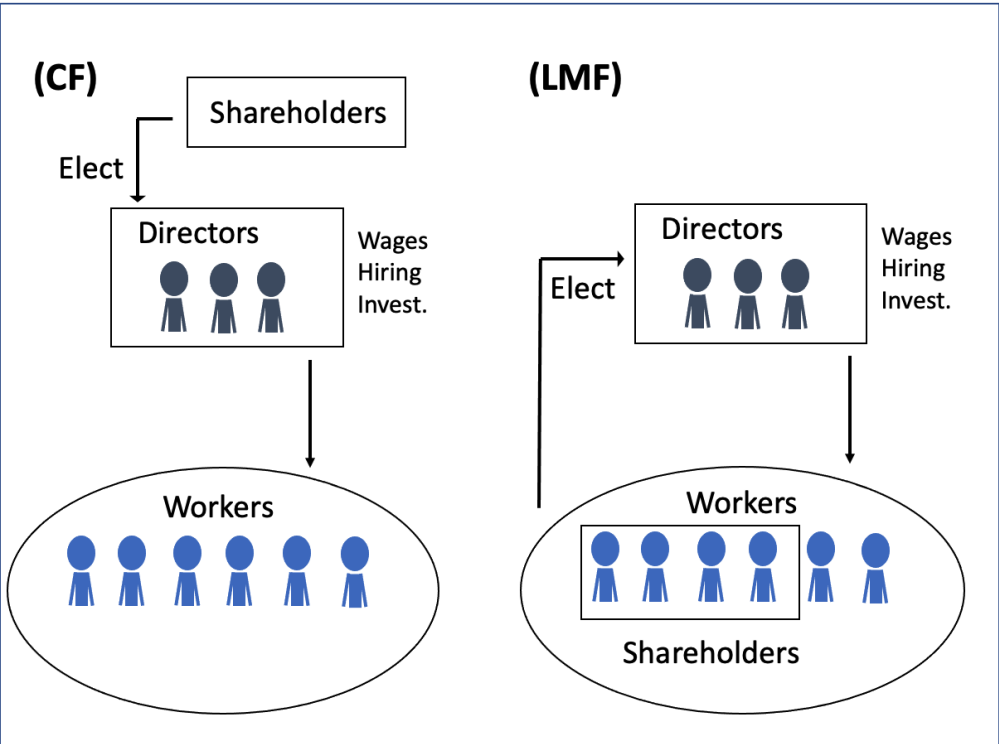 (CF)
Shareholders
Elect
Directors
Wages
Hiring
Invest.
Workers
(LMF)
Directors
Wages
Hiring
Invest.
Elect
Workers
Shareholders